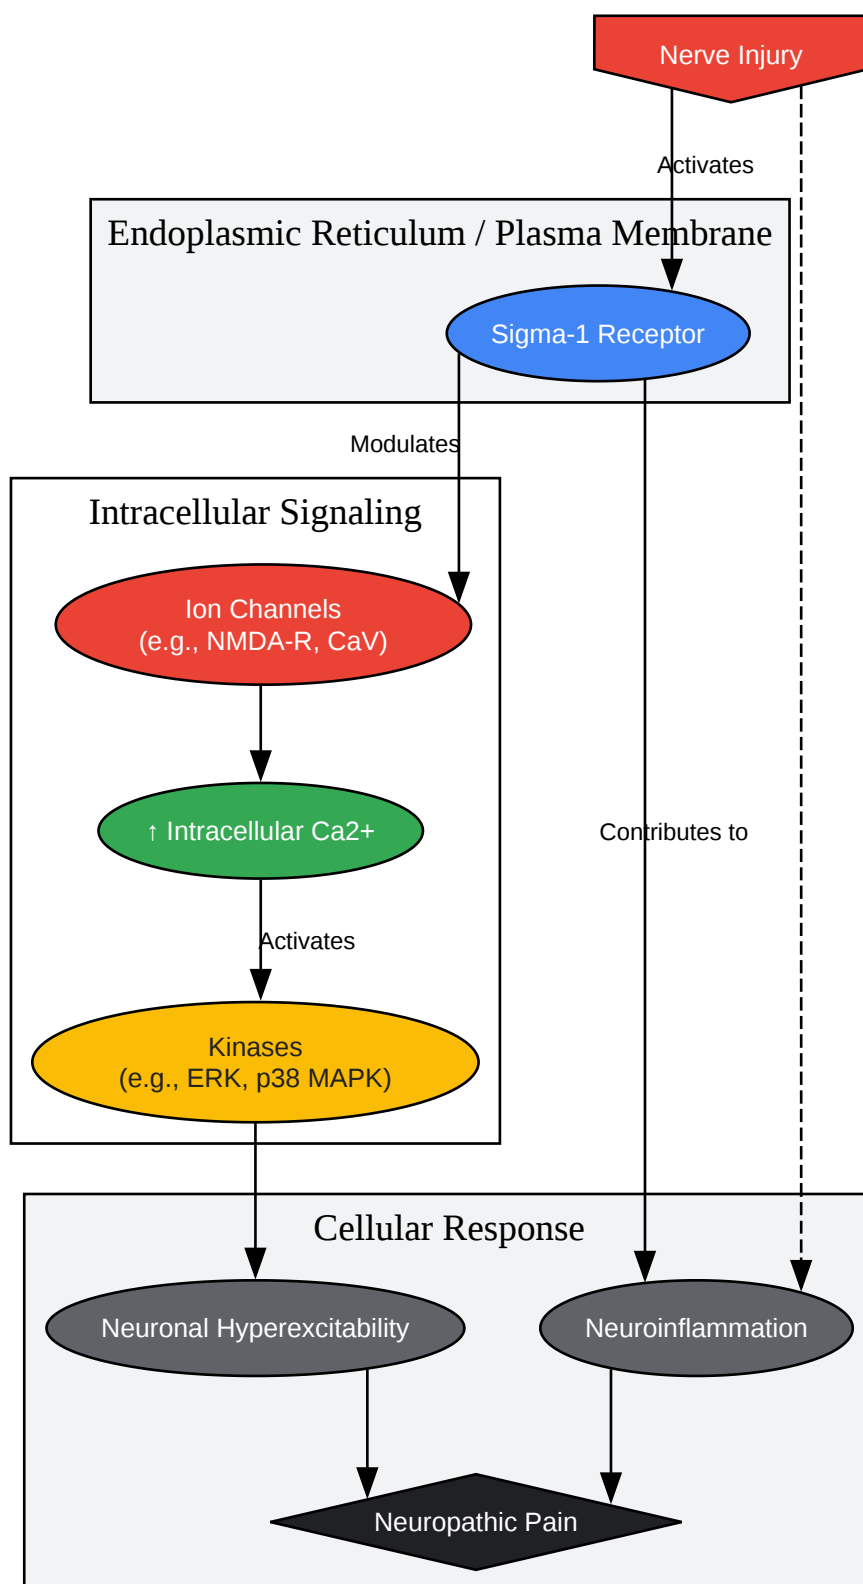 Nerve Injury
Activates
Endoplasmic Reticulum / Plasma Membrane
Sigma-1 Receptor
Modulates
Intracellular Signaling
Ion Channels
(e.g., NMDA-R, CaV)
↑ Intracellular Ca2+
Contributes to
Activates
Kinases
(e.g., ERK, p38 MAPK)
Cellular Response
Neuronal Hyperexcitability
Neuroinflammation
Neuropathic Pain